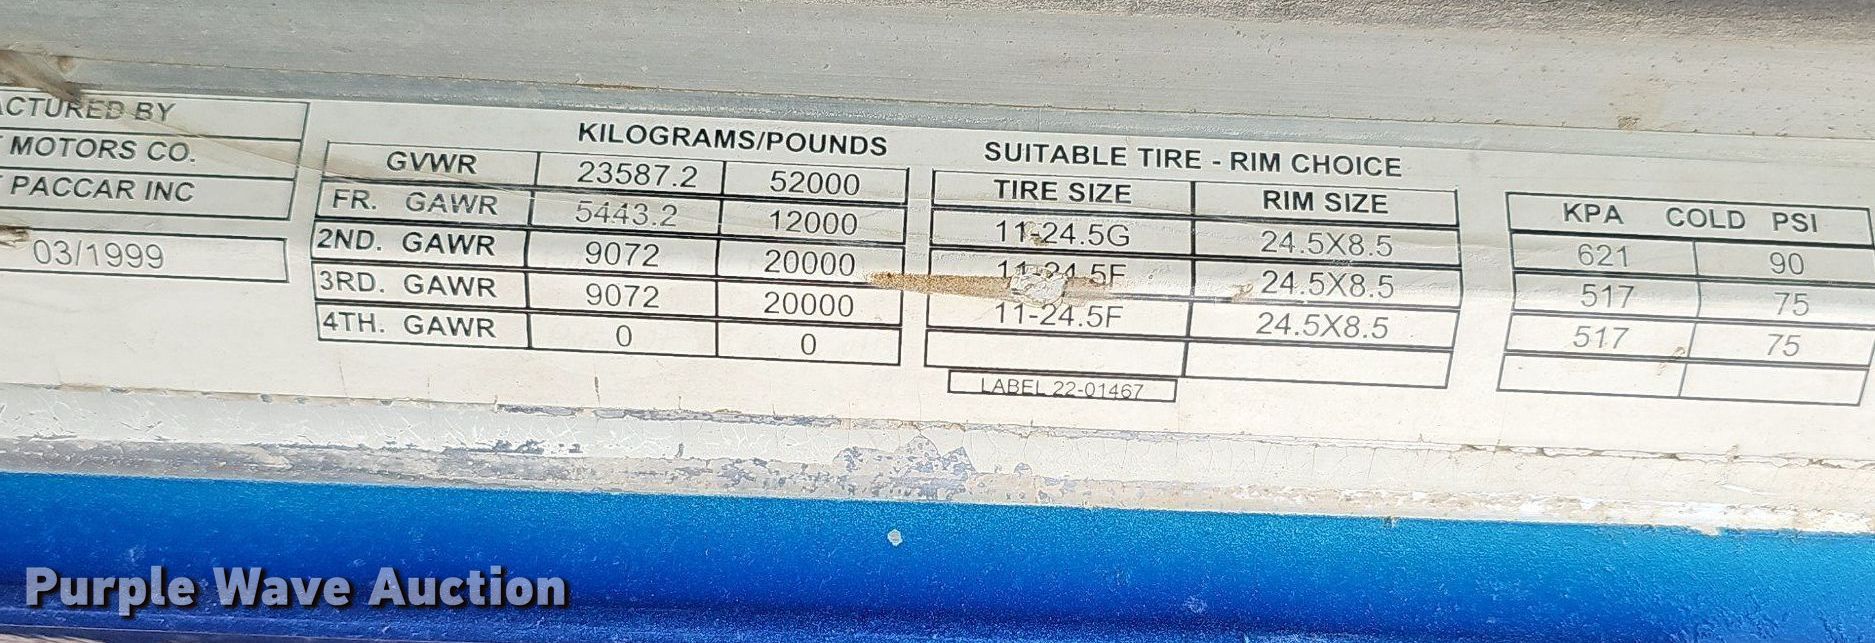 ACTURED BY
MOTORS CO.
PACCAR INC
03/1999
KILOGRAMS/POUNDS
GVWR 23587.2 52000
FR. GAWR 5443.2 12000
2ND. GAWR 9072 20000
3RD. GAWR 9072 20000
4TH. GAWR 0 0
SUITABLE TIRE - RIM CHOICE
TIRE SIZE RIM SIZE
11-24.5G 24.5X8.5
11-24.5F 24.5X8.5
11-24.5F 24.5X8.5
LABEL 22-01467
KPA COLD PSI
621 90
517 75
517 75
Purple Wave Auction